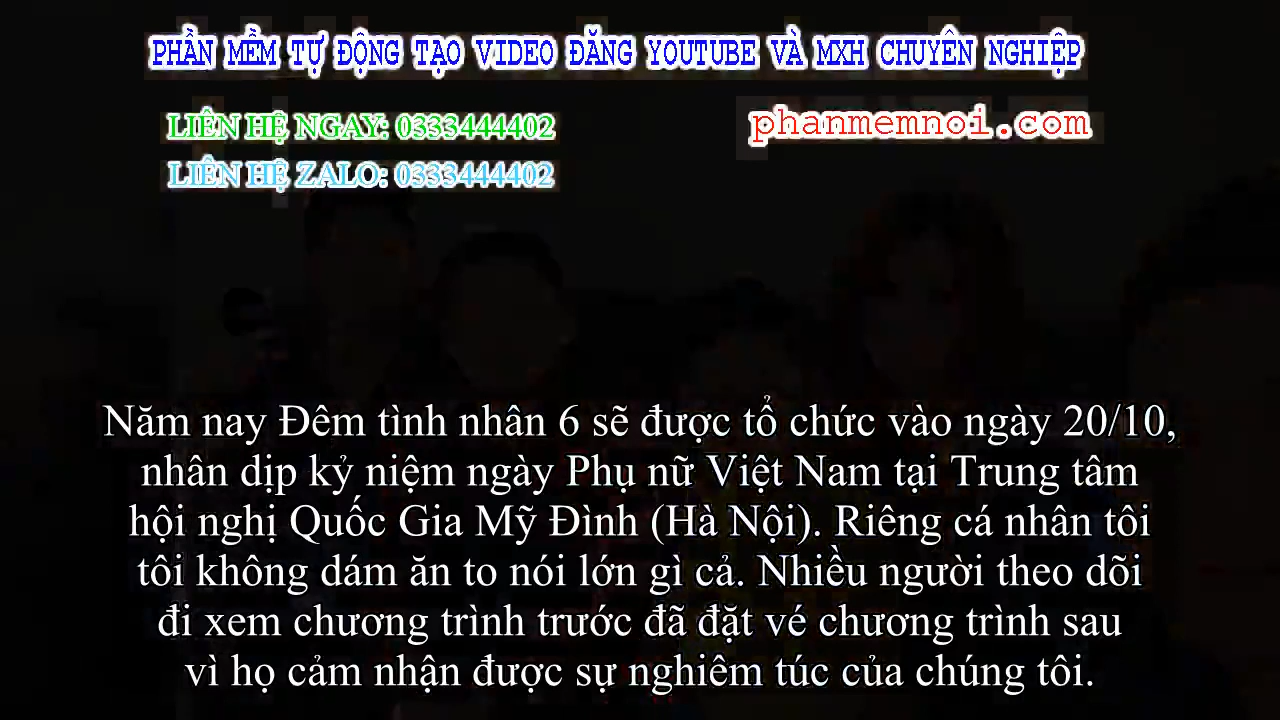 PHẦN MỀM TỰ ĐỘNG TẠO VIDEO ĐĂNG YOUTUBE VÀ MXH CHUYÊN NGHIỆP
LIÊN HỆ NGAY: 0333444402
phanmemnoi.com
LIÊN HỆ ZALO: 0333444402
Năm nay Đêm tình nhân 6 sẽ được tổ chức vào ngày 20/10,
nhân dịp kỷ niệm ngày Phụ nữ Việt Nam tại Trung tâm
hội nghị Quốc Gia Mỹ Đình (Hà Nội). Riêng cá nhân tôi
tôi không dám ăn to nói lớn gì cả. Nhiều người theo dõi
đi xem chương trình trước đã đặt vé chương trình sau
vì họ cảm nhận được sự nghiêm túc của chúng tôi.